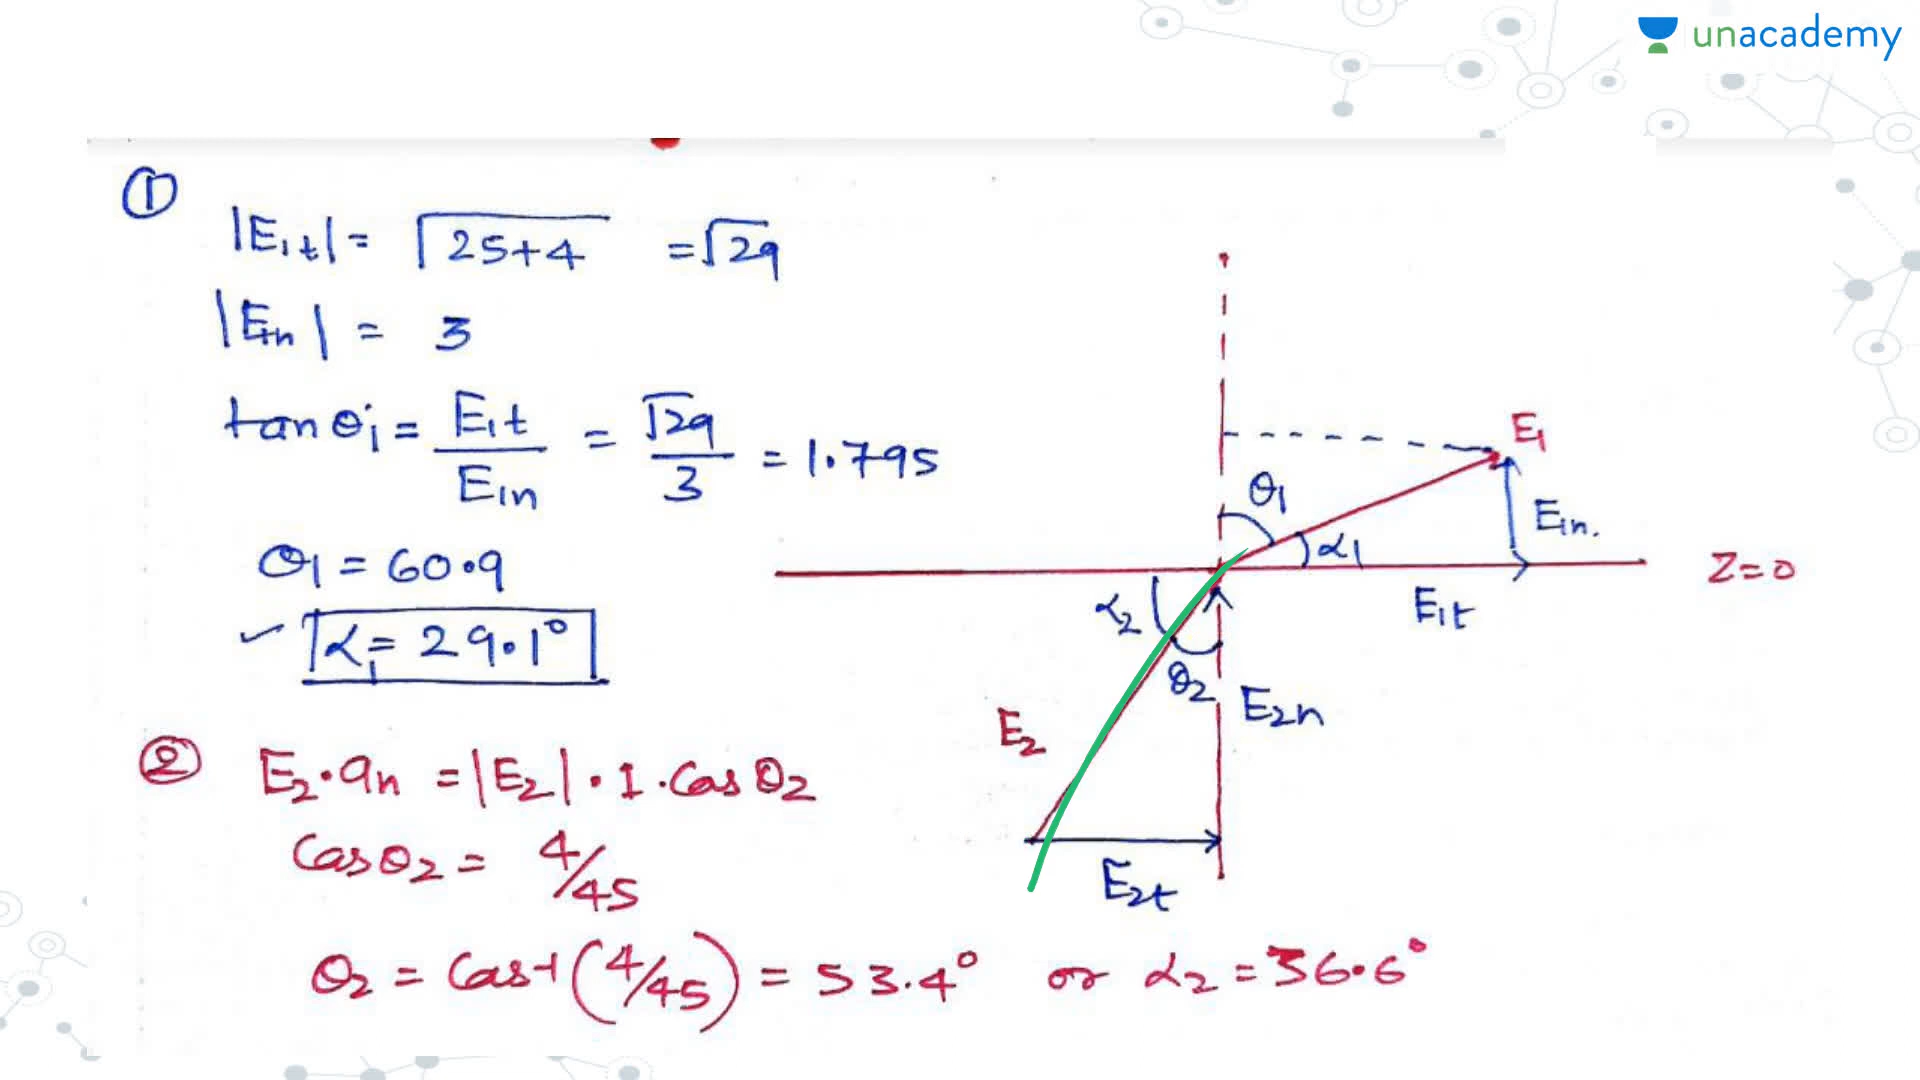 unacademy
①
|E₁t| = √25+4 = √29
|E₁n| = 3
tan θ₁ = E₁t / E₁n = √29 / 3 = 1.795
θ₁ = 60.9
✓ α₁ = 29.1°
② E₂·an = |E₂|·1·Cos θ₂
Cos θ₂ = 4/45
θ₂ = Cos-1 (4/45) = 53.4° or α₂ = 36.6°
E₁
θ₁
E₁n.
α₁
Z=0
E₁t
α₂
θ₂
E₂n
E₂
E₂t